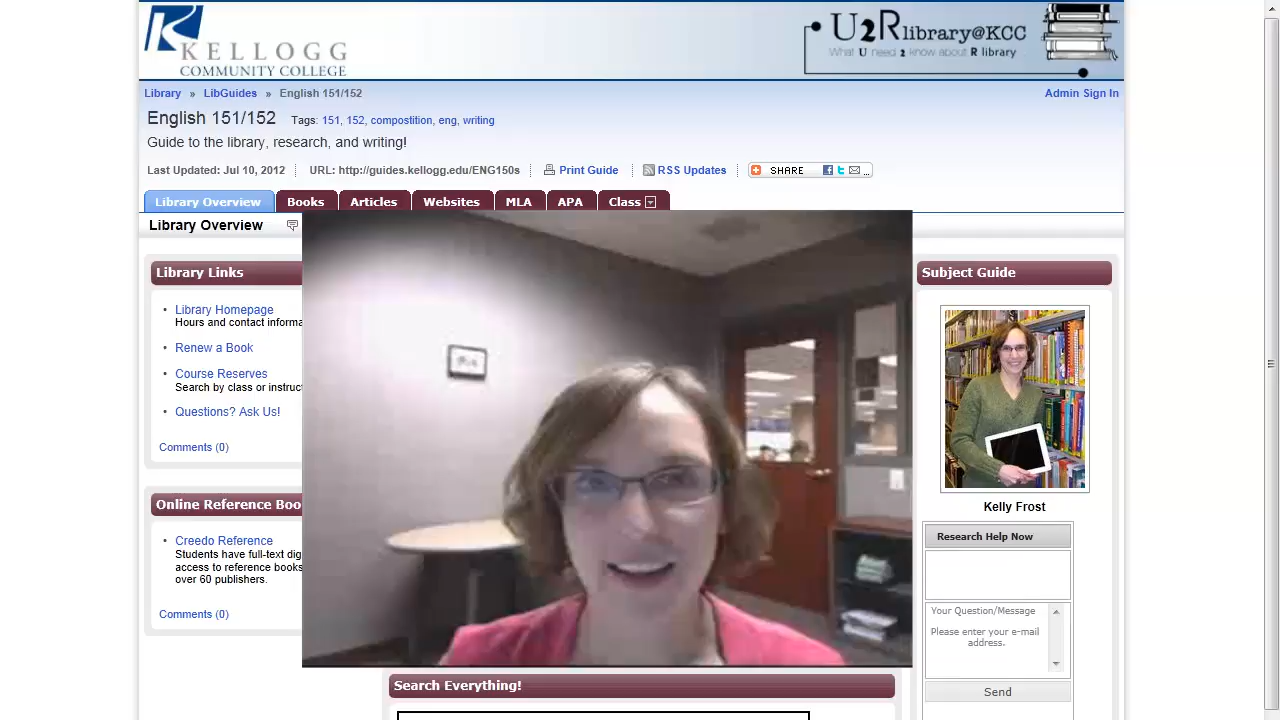 KELLOGG
COMMUNITY COLLEGE
U2Rlibrary@KCC
What U need 2 know about R library
Library » LibGuides » English 151/152
Admin Sign In
English 151/152 Tags: 151, 152, compostition, eng, writing
Guide to the library, research, and writing!
Last Updated: Jul 10, 2012 URL: http://guides.kellogg.edu/ENG150s Print Guide RSS Updates SHARE
Library Overview Books Articles Websites MLA APA Class
Library Overview
Library Links
Library Homepage
Hours and contact informa
Renew a Book
Course Reserves
Search by class or instruc
Questions? Ask Us!
Comments (0)
Online Reference Boo
Creedo Reference
Students have full-text dig
access to reference books
over 60 publishers.
Comments (0)
Search Everything!
Subject Guide
Kelly Frost
Research Help Now
Your Question/Message
Please enter your e-mail
address.
Send